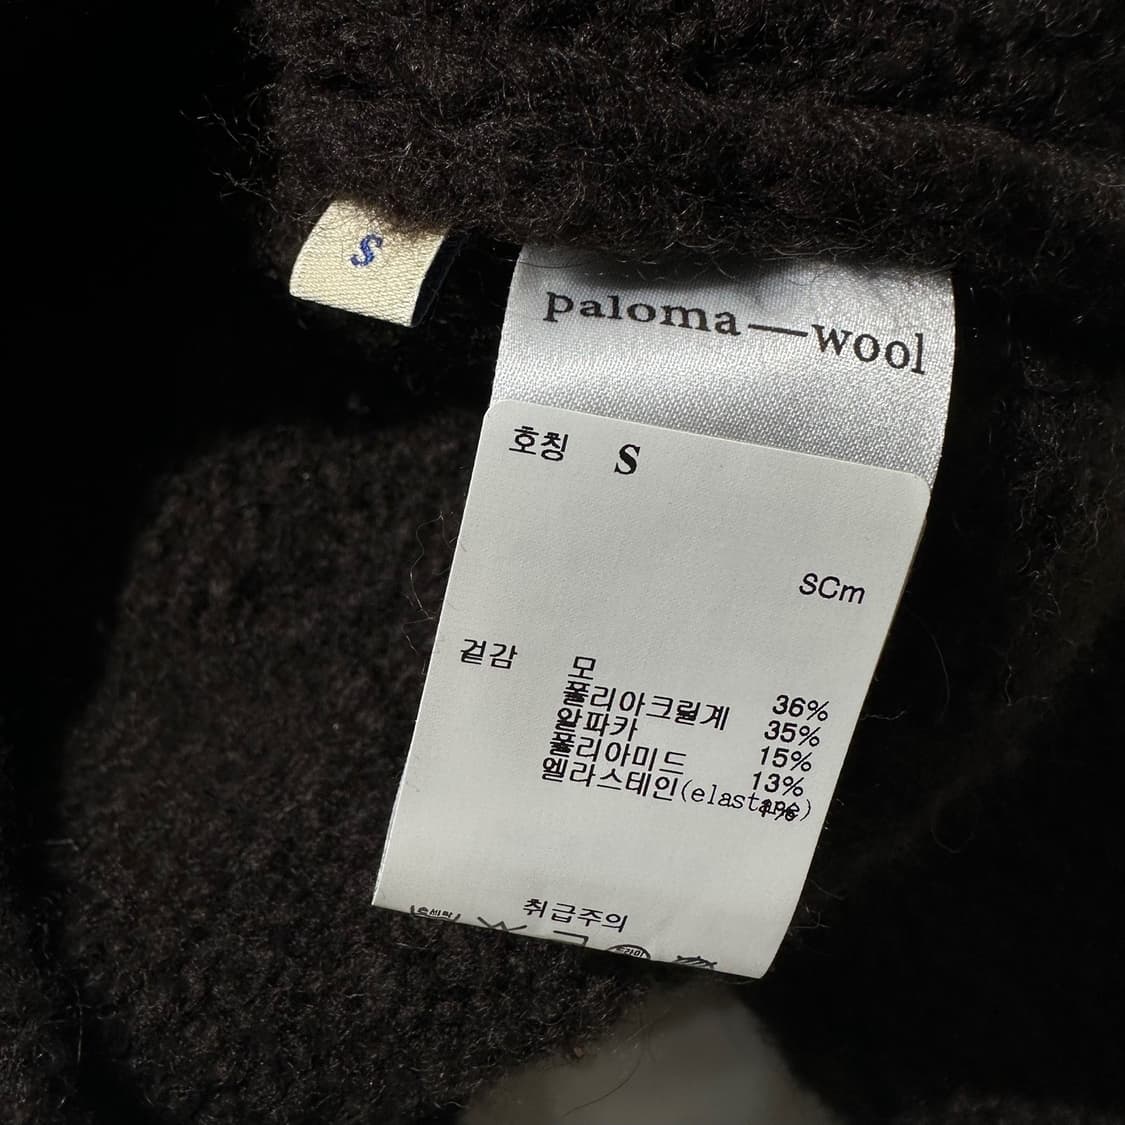 S
paloma—wool
호칭 S
SCm
겉감 모 36%
폴리아크릴계 35%
알파카 15%
폴리아미드 13%
엘라스테인(elastane) 1%
취급주의